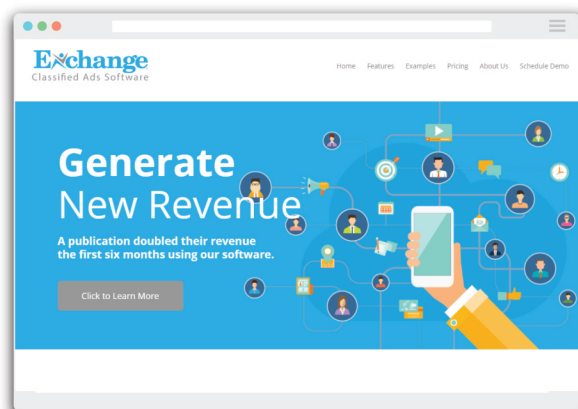 Exchange
Classified Ads Software
Home Features Examples Pricing About Us Schedule Demo
Generate
New Revenue
A publication doubled their revenue
the first six months using our software.
Click to Learn More